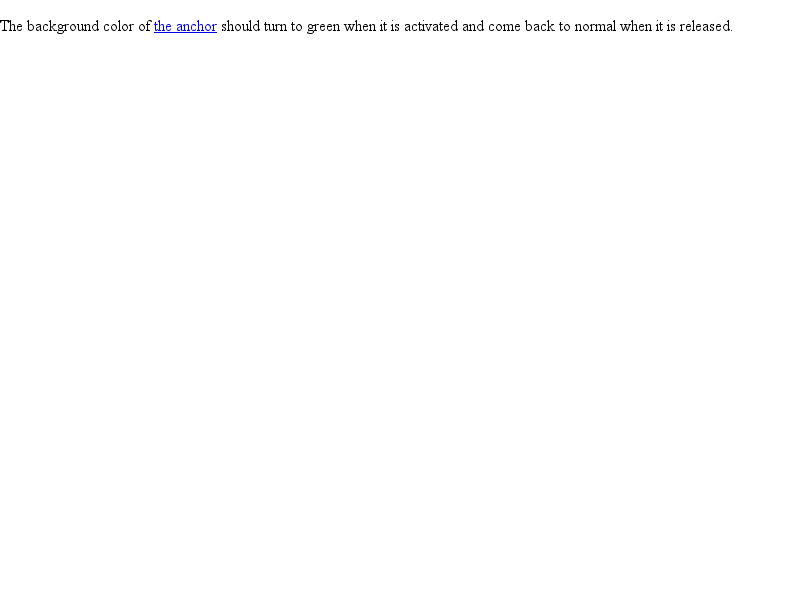 The background color of the anchor should turn to green when it is activated and come back to normal when it is released.